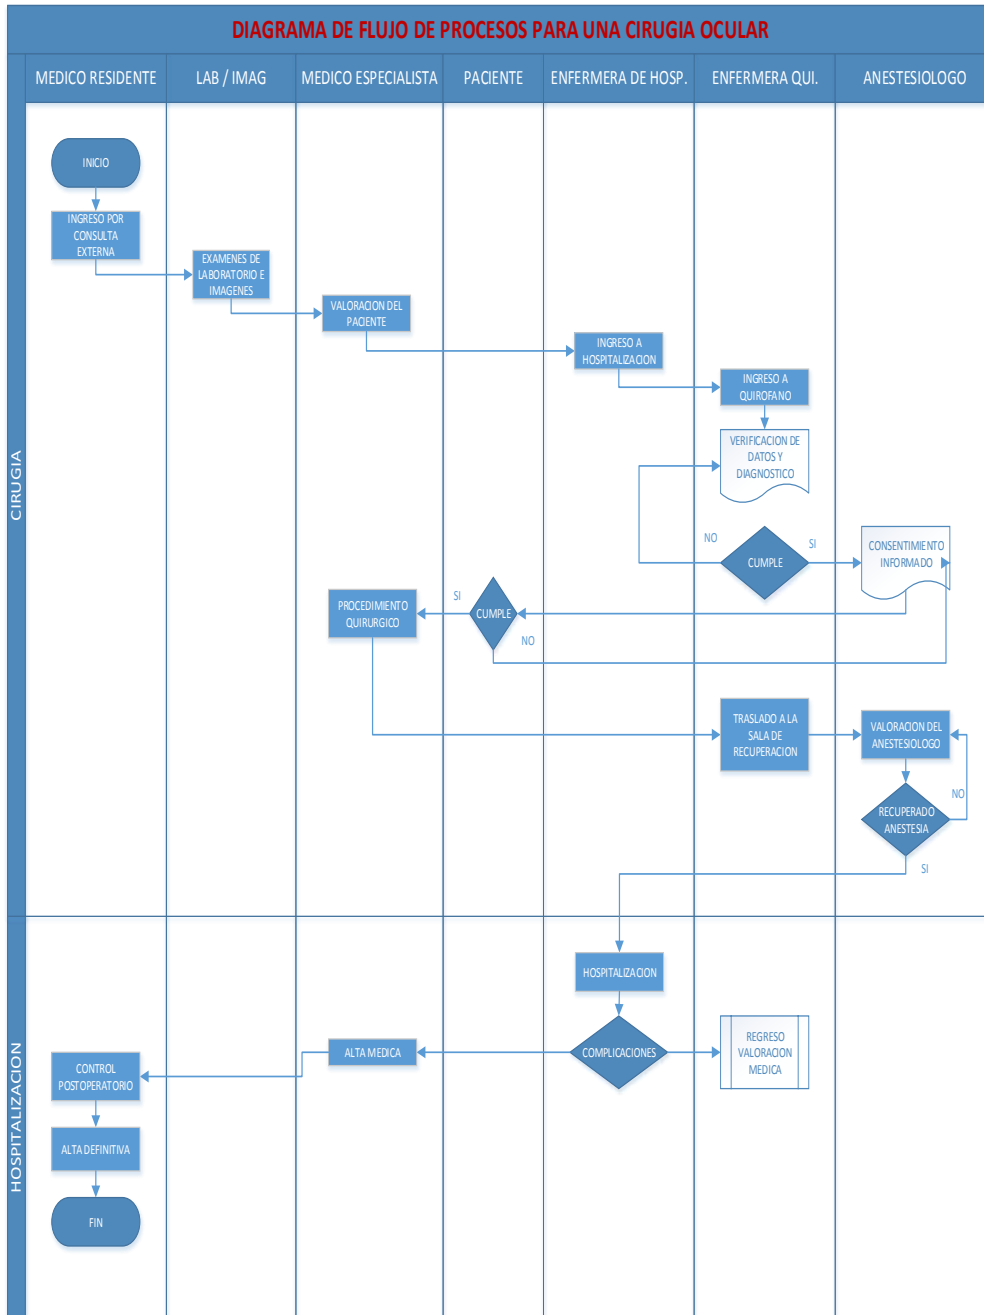 DIAGRAMA DE FLUJO DE PROCESOS PARA UNA CIRUGIA OCULAR
MEDICO RESIDENTE
LAB / IMAG
MEDICO ESPECIALISTA
PACIENTE
ENFERMERA DE HOSP.
ENFERMERA QUI.
ANESTESIOLOGO
CIRUGIA
INICIO
INGRESO POR
CONSULTA
EXTERNA
EXAMENES DE
LABORATORIO E
IMAGENES
VALORACION DEL
PACIENTE
INGRESO A
HOSPITALIZACION
INGRESO A
QUIROFANO
VERIFICACION DE
DATOS Y
DIAGNOSTICO
NO
CUMPLE
SI
CONSENTIMIENTO
INFORMADO
PROCEDIMIENTO
QUIRURGICO
SI
CUMPLE
NO
TRASLADO A LA
SALA DE
RECUPERACION
VALORACION DEL
ANESTESIOLOGO
NO
RECUPERADO
ANESTESIA
SI
HOSPITALIZACION
HOSPITALIZACION
COMPLICACIONES
REGRESO
VALORACION
MEDICA
ALTA MEDICA
CONTROL
POSTOPERATORIO
ALTA DEFINITIVA
FIN